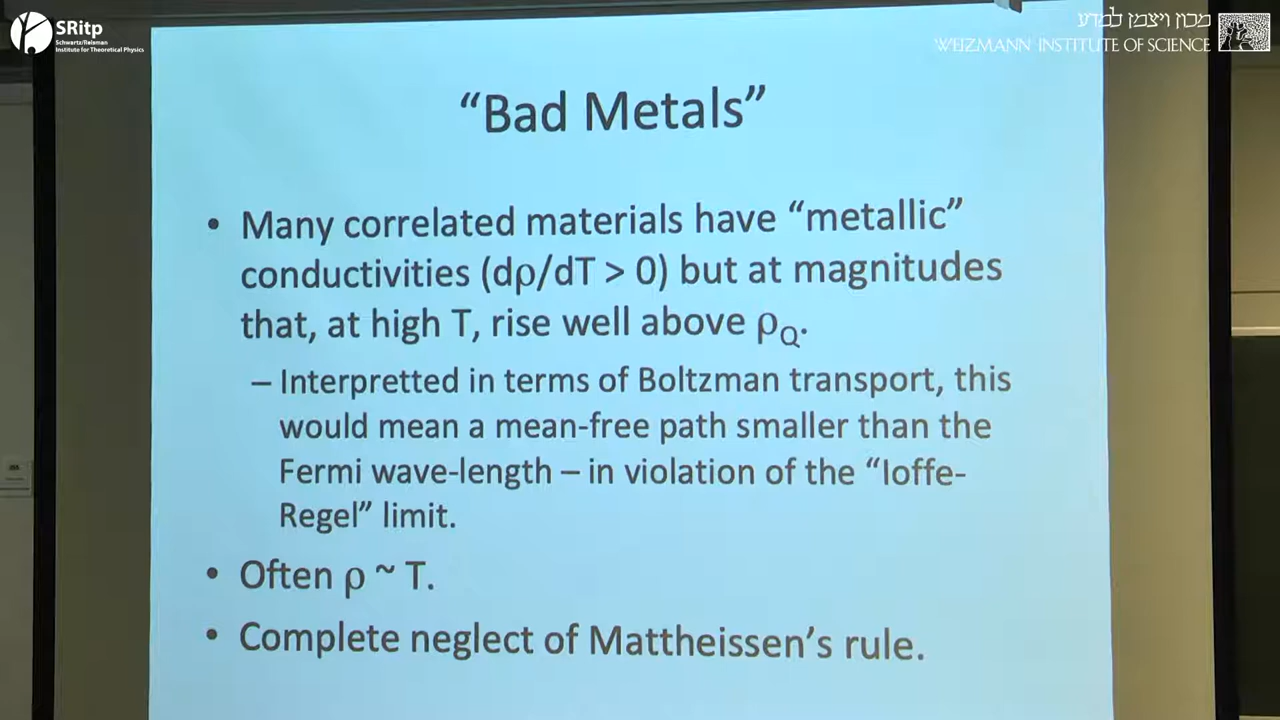 SRitp
Schwartz/Reisman
Institute for Theoretical Physics
מכון ויצמן למדע
WEIZMANN INSTITUTE OF SCIENCE
“Bad Metals”
• Many correlated materials have “metallic”
conductivities (dρ/dT > 0) but at magnitudes
that, at high T, rise well above ρQ.
– Interpretted in terms of Boltzman transport, this
would mean a mean-free path smaller than the
Fermi wave-length – in violation of the “Ioffe-
Regel” limit.
• Often ρ ~ T.
• Complete neglect of Mattheissen’s rule.